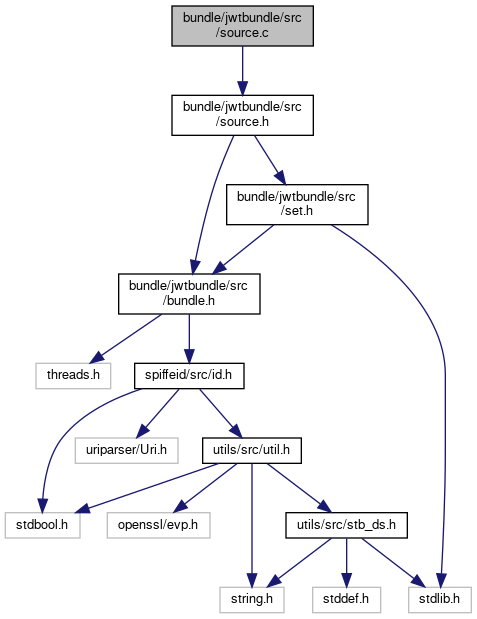 bundle/jwtbundle/src
/source.c
bundle/jwtbundle/src
/source.h
bundle/jwtbundle/src
/set.h
bundle/jwtbundle/src
/bundle.h
threads.h
spiffeid/src/id.h
uriparser/Uri.h
utils/src/util.h
stdbool.h
openssl/evp.h
utils/src/stb_ds.h
string.h
stddef.h
stdlib.h